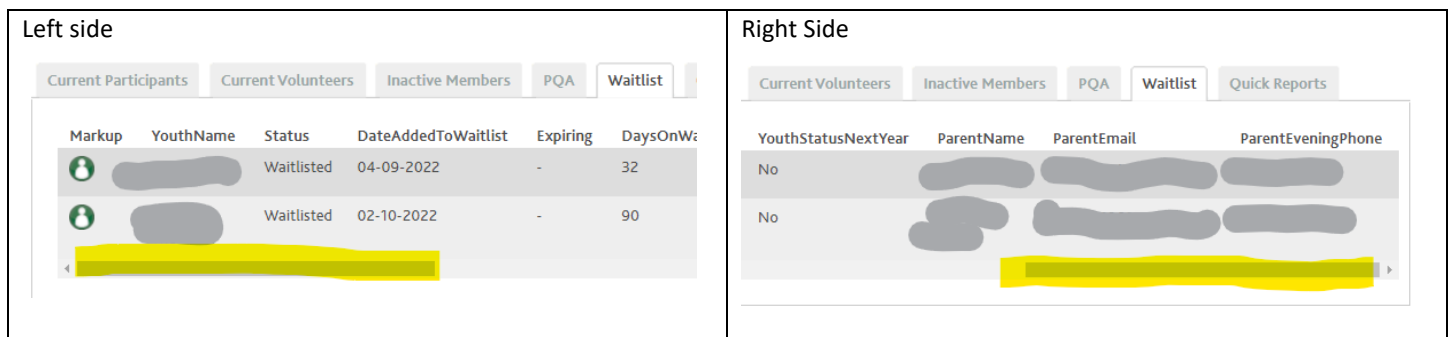 Left side
Current Participants Current Volunteers Inactive Members PQA Waitlist
Markup YouthName Status DateAddedToWaitlist Expiring DaysOnWa
Waitlisted 04-09-2022 - 32
Waitlisted 02-10-2022 - 90
Right Side
Current Volunteers Inactive Members PQA Waitlist Quick Reports
YouthStatusNextYear ParentName ParentEmail ParentEveningPhone
No
No